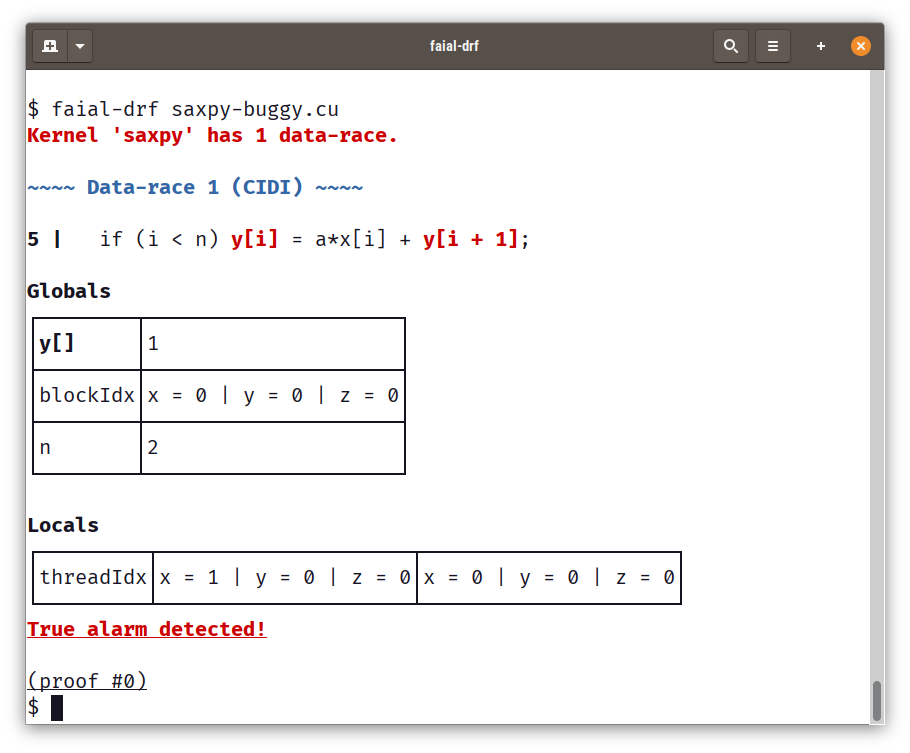 faial-drf
$ faial-drf saxpy-buggy.cu
Kernel 'saxpy' has 1 data-race.
~~~~ Data-race 1 (CIDI) ~~~~
5 |   if (i < n) y[i] = a*x[i] + y[i + 1];
Globals
y[] 1
blockIdx x = 0 | y = 0 | z = 0
n 2
Locals
threadIdx x = 1 | y = 0 | z = 0 x = 0 | y = 0 | z = 0
True alarm detected!
(proof #0)
$